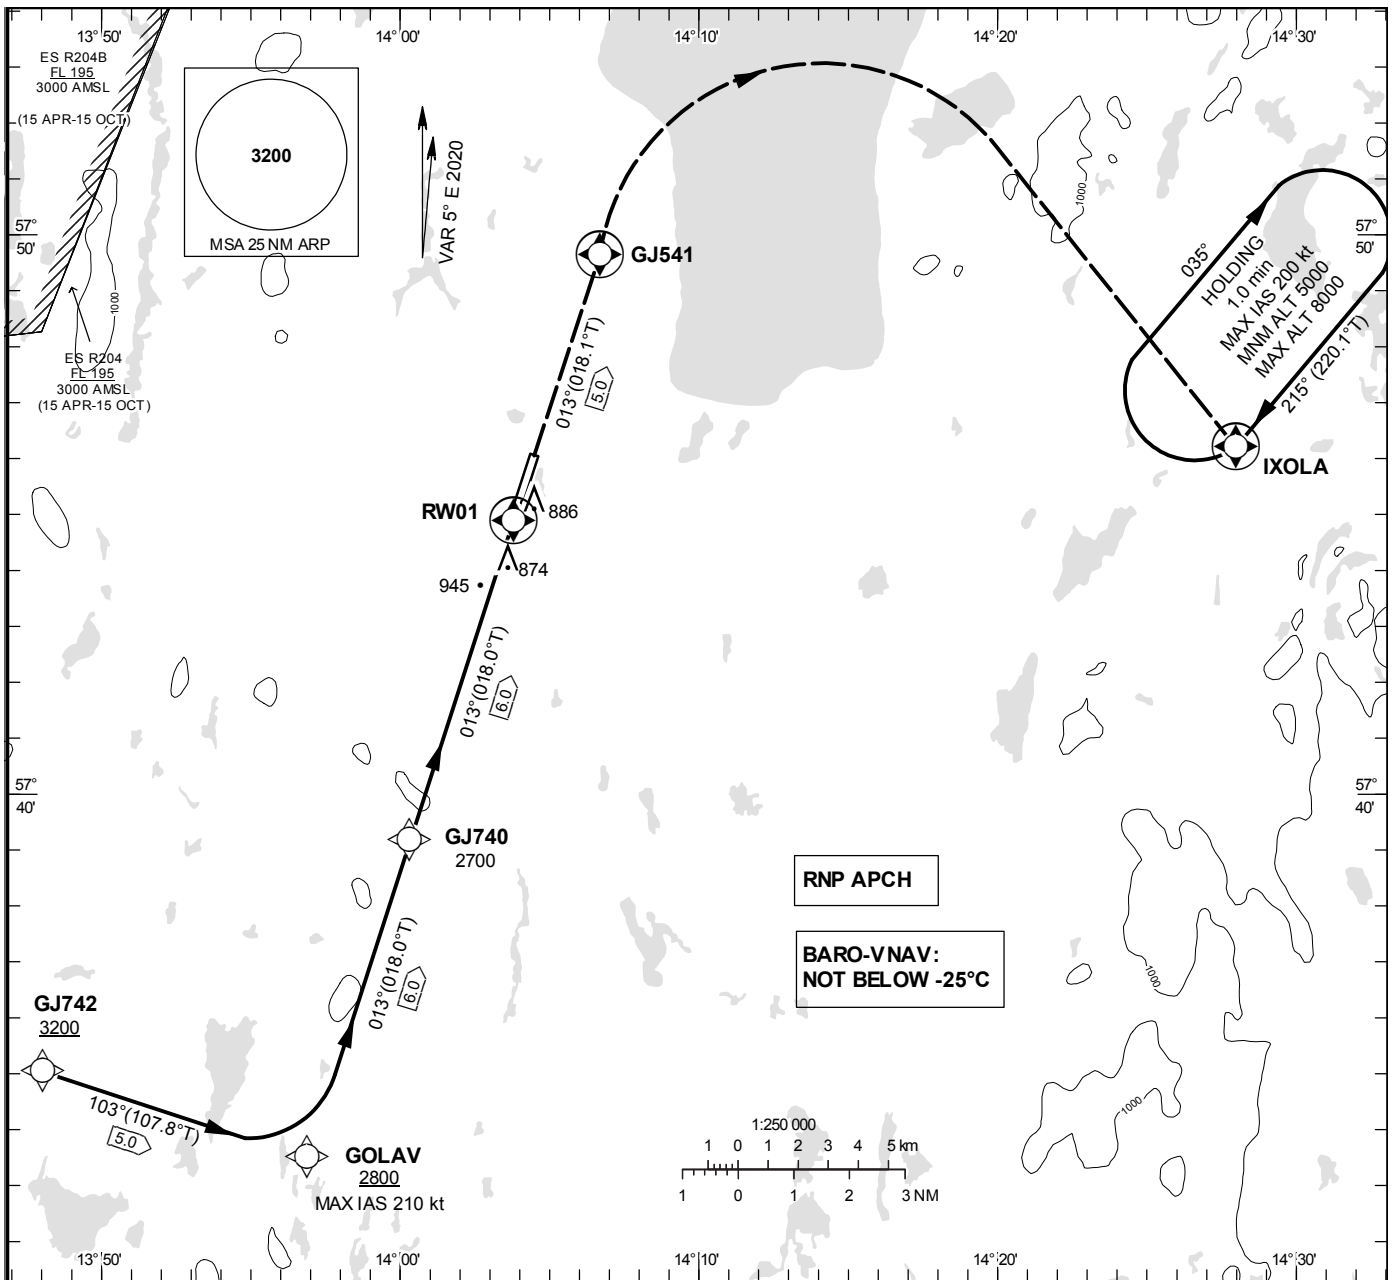 13°50'
14°00'
14°10'
14°20'
14°30'
ES R204B
FL 195
3000 AMSL
(15 APR-15 OCT)
3200
MSA 25 NM ARP
VAR 5° E 2020
1000
57°
50'
57°
50'
1000
ES R204
FL 195
3000 AMSL
(15 APR-15 OCT)
GJ541
013°(018.1°T)
5.0
035°
HOLDING
1.0 min
MAX IAS 200 kt
MNM ALT 5000
MAX ALT 8000
215° (220.1°T)
IXOLA
RW01
886
874
945
013°(018.0°T)
6.0
57°
40'
57°
40'
GJ740
2700
RNP APCH
BARO-VNAV:
NOT BELOW -25°C
013°(018.0°T)
6.0
1000
GJ742
3200
103°(107.8°T)
5.0
GOLAV
2800
MAX IAS 210 kt
1000
1:250 000
1 0 1 2 3 4 5 km
1 0 1 2 3 NM
13°50'
14°00'
14°10'
14°20'
14°30'